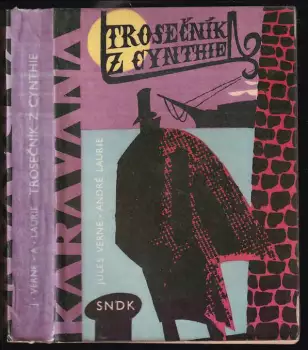 J. VERNE - A. LAURIE TROSEČNÍK Z CYNTHIE
KARAVANA
TROSEČNÍK
Z CYNTHIE
JULES VERNE - ANDRÉ LAURIE
SNDK